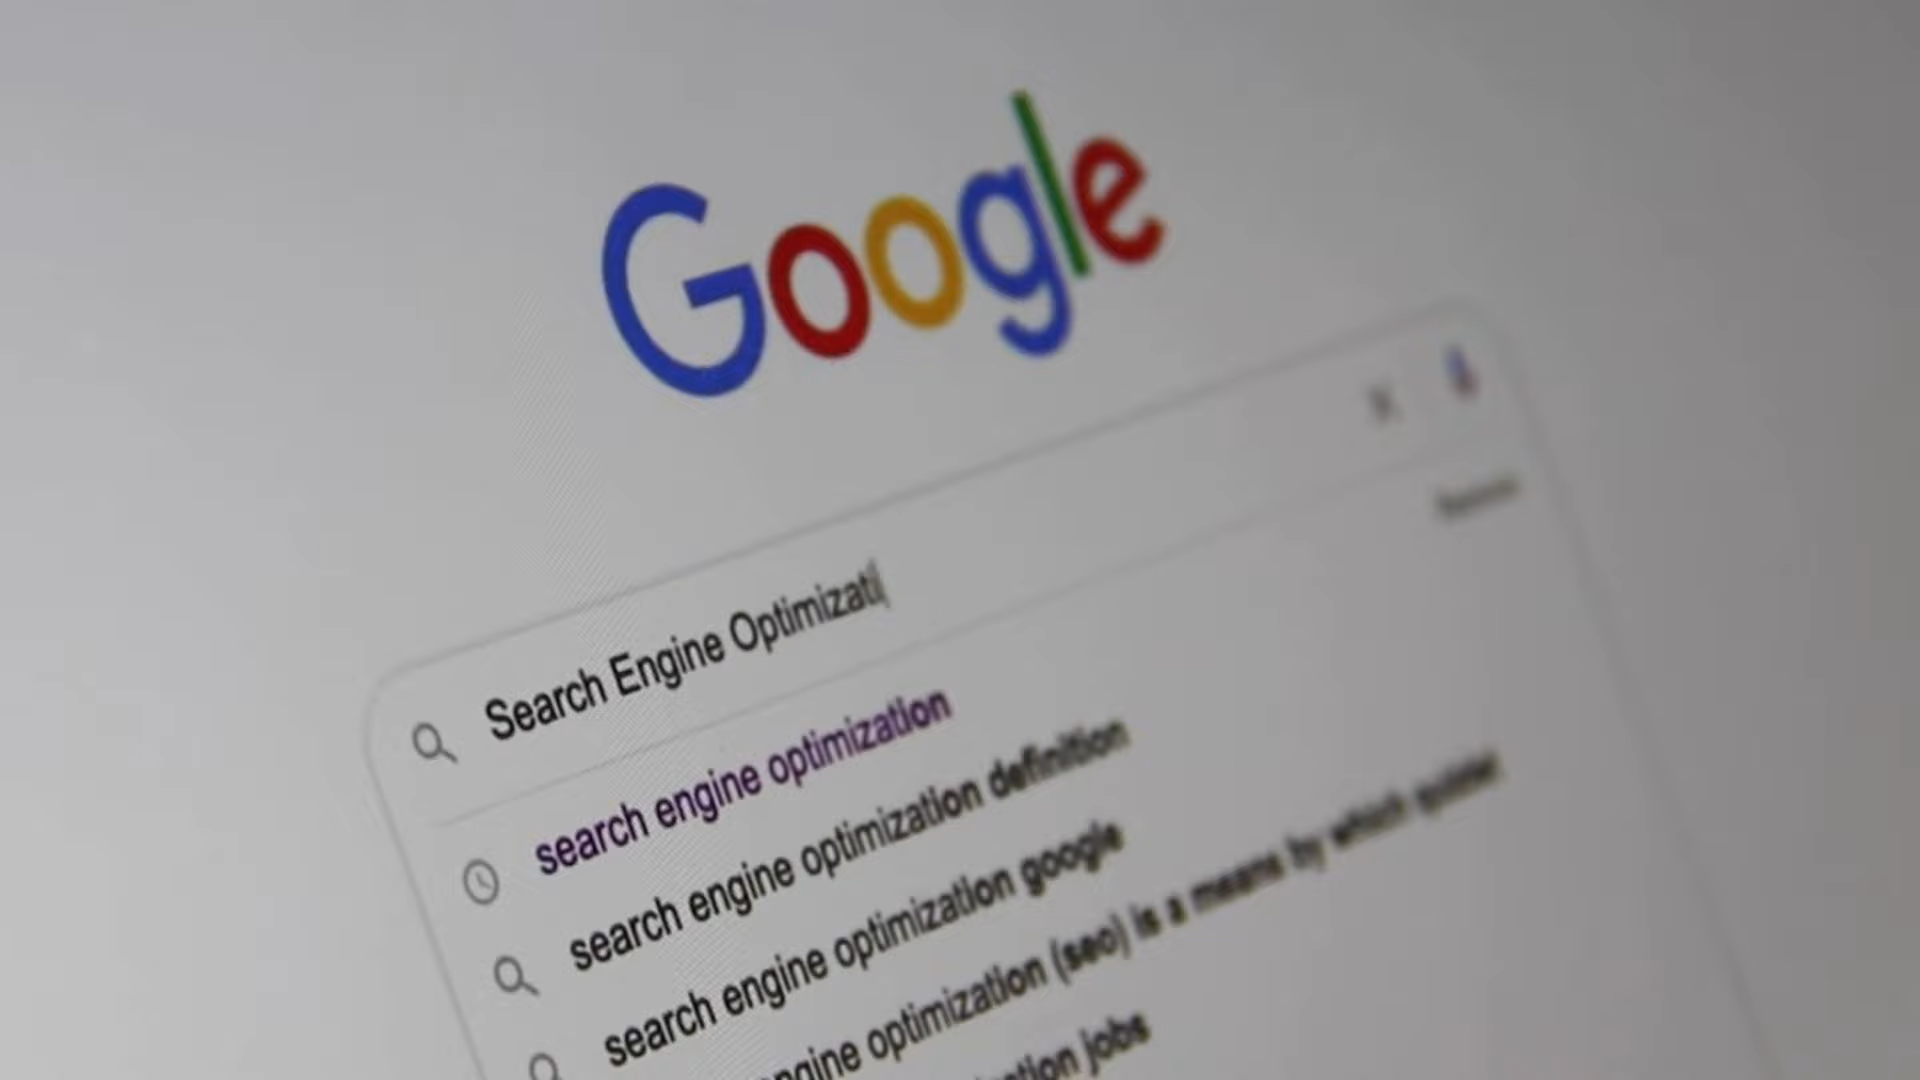 Google
Search Engine Optimizati
Remove
search engine optimization
search engine optimization definition
search engine optimization google
engine optimization (seo) is a means by which
jobs